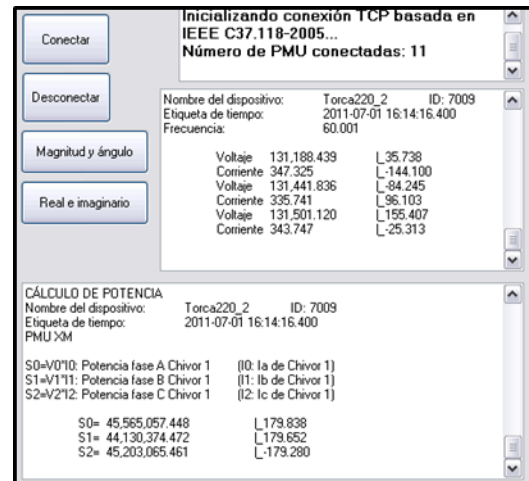 Conectar
Desconectar
Magnitud y ángulo
Real e imaginario
Inicializando conexión TCP basada en
IEEE C37.118-2005...
Número de PMU conectadas: 11
Nombre del dispositivo: Torca220_2 ID: 7009
Etiqueta de tiempo: 2011-07-01 16:14:16.400
Frecuencia: 60.001
Voltaje 131,188.439 |_35.738
Corriente 347.325 |_-144.100
Voltaje 131,441.836 |_-84.245
Corriente 335.741 |_96.103
Voltaje 131,501.120 |_155.407
Corriente 343.747 |_-25.313
CÁLCULO DE POTENCIA
Nombre del dispositivo: Torca220_2 ID: 7009
Etiqueta de tiempo: 2011-07-01 16:14:16.400
PMU XM
S0=V0*I0: Potencia fase A Chivor 1 (I0: Ia de Chivor 1)
S1=V1*I1: Potencia fase B Chivor 1 (I1: Ib de Chivor 1)
S2=V2*I2: Potencia fase C Chivor 1 (I2: Ic de Chivor 1)
S0= 45,565,057.448 |_179.838
S1= 44,130,374.472 |_179.652
S2= 45,203,065.461 |_-179.280